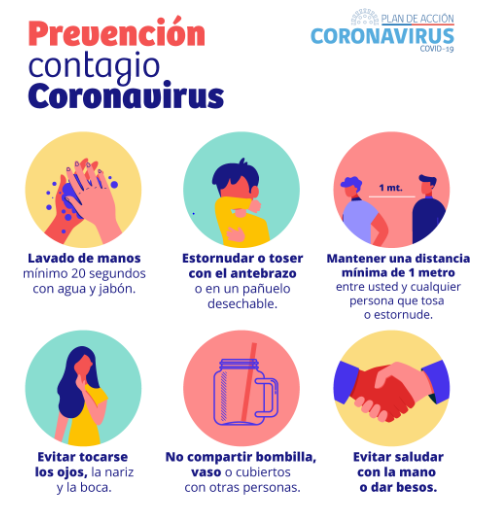 Prevención
contagio
Coronavirus
PLAN DE ACCIÓN
CORONAVIRUS
COVID-19
Lavado de manos
mínimo 20 segundos
con agua y jabón.
Estornudar o toser
con el antebrazo
o en un pañuelo
desechable.
1 mt.
Mantener una distancia
mínima de 1 metro
entre usted y cualquier
persona que tosa
o estornude.
Evitar tocarse
los ojos, la nariz
y la boca.
No compartir bombilla,
vaso o cubiertos
con otras personas.
Evitar saludar
con la mano
o dar besos.